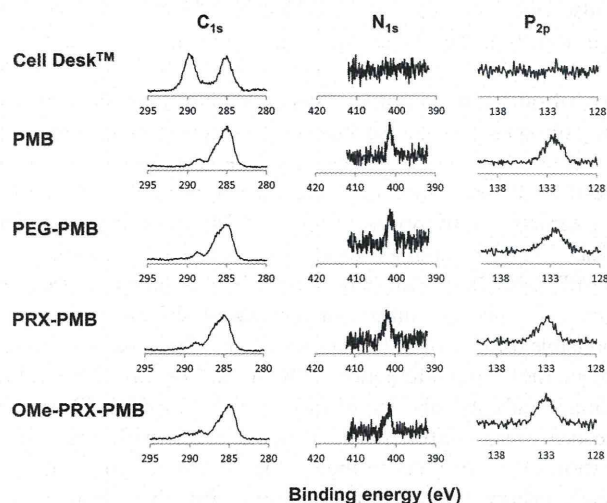 C1s N1s P2p
Cell Desk™
295 290 285 280 420 410 400 390 138 133 128
PMB
295 290 285 280 420 410 400 390 138 133 128
PEG-PMB
295 290 285 280 420 410 400 390 138 133 128
PRX-PMB
295 290 285 280 420 410 400 390 138 133 128
OMe-PRX-PMB
295 290 285 280 420 410 400 390 138 133 128
Binding energy (eV)